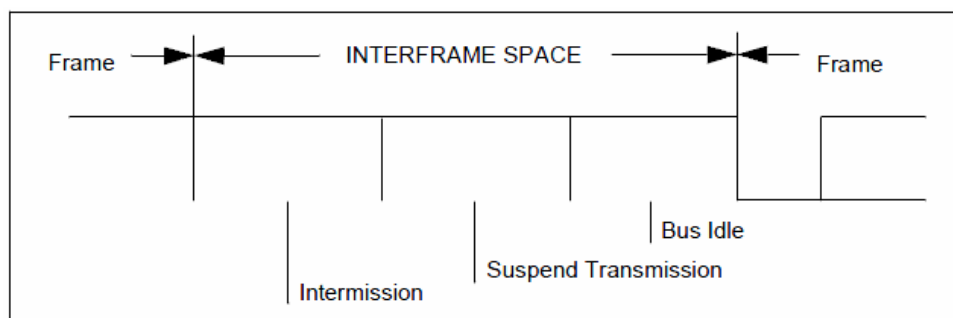 Frame INTERFRAME SPACE Frame
Bus Idle
Suspend Transmission
Intermission